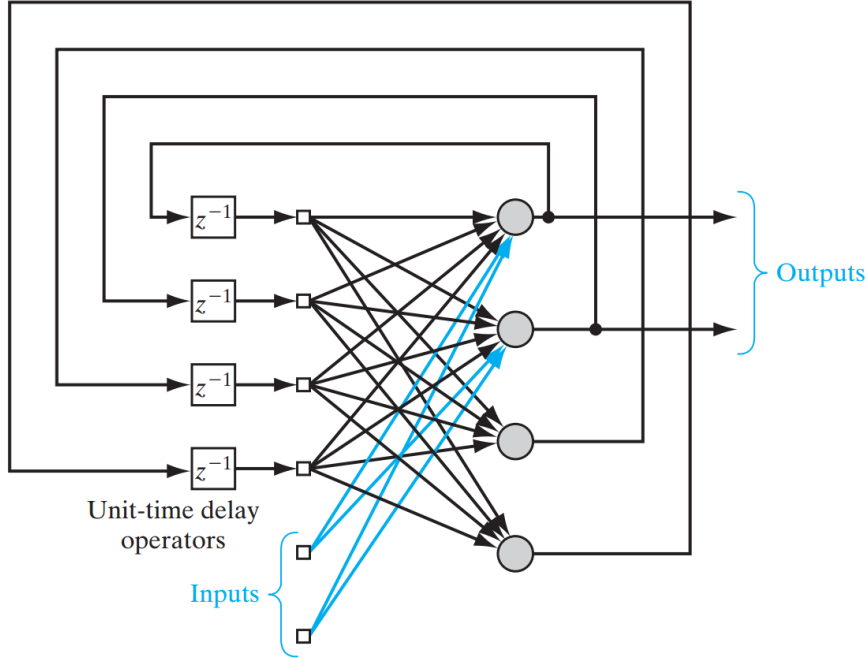 z⁻¹
z⁻¹
Outputs
z⁻¹
z⁻¹
Unit-time delay
operators
Inputs